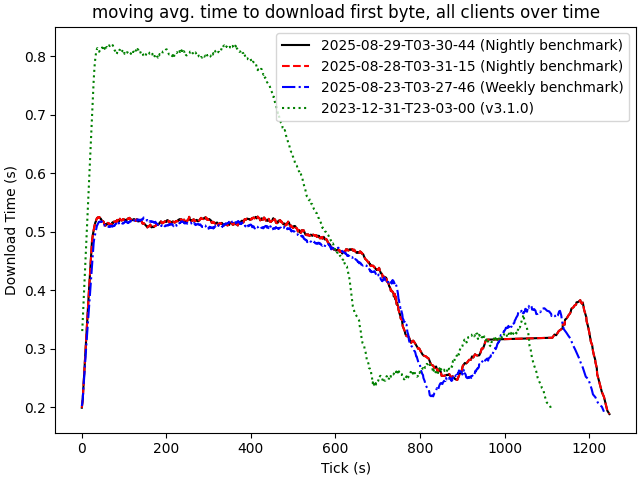 moving avg. time to download first byte, all clients over time
2025-08-29-T03-30-44 (Nightly benchmark)
2025-08-28-T03-31-15 (Nightly benchmark)
2025-08-23-T03-27-46 (Weekly benchmark)
2023-12-31-T23-03-00 (v3.1.0)
Download Time (s)
0.8
0.7
0.6
0.5
0.4
0.3
0.2
0
200
400
600
800
1000
1200
Tick (s)